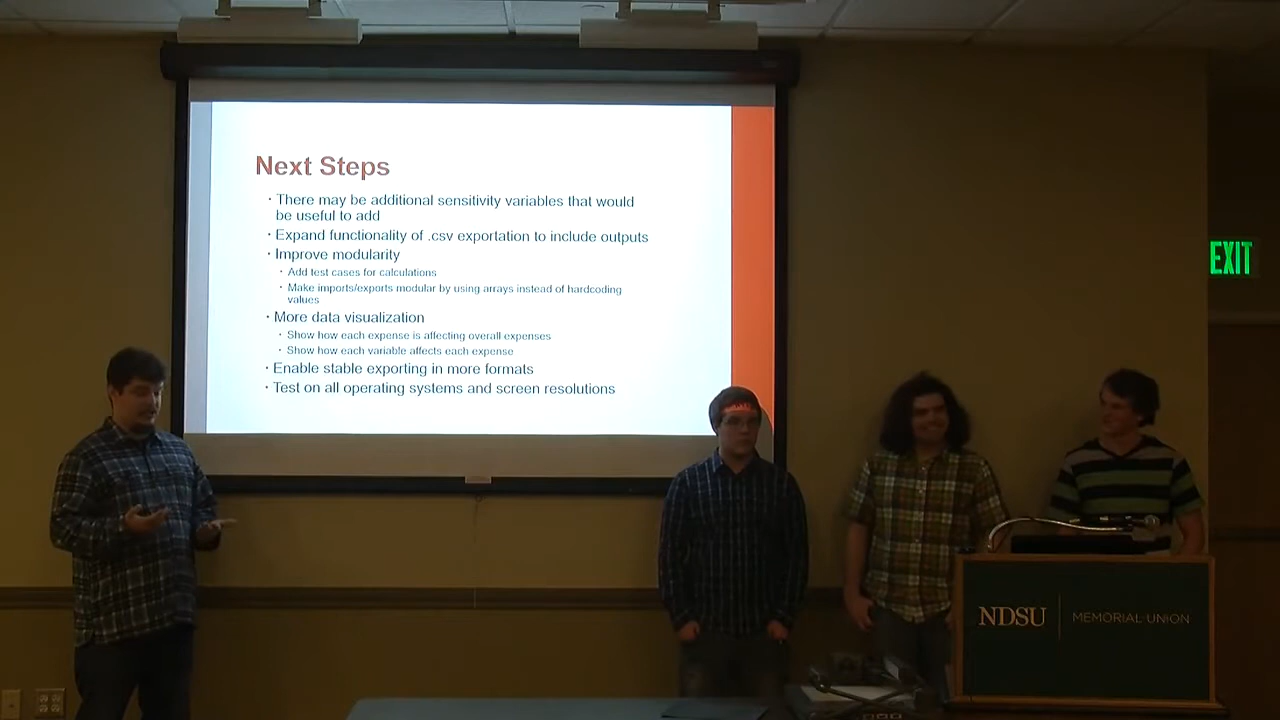 Next Steps
· There may be additional sensitivity variables that would
be useful to add
· Expand functionality of .csv exportation to include outputs
· Improve modularity
· Add test cases for calculations
· Make imports/exports modular by using arrays instead of hardcoding
values
· More data visualization
· Show how each expense is affecting overall expenses
· Show how each variable affects each expense
· Enable stable exporting in more formats
· Test on all operating systems and screen resolutions
EXIT
NDSU | MEMORIAL UNION